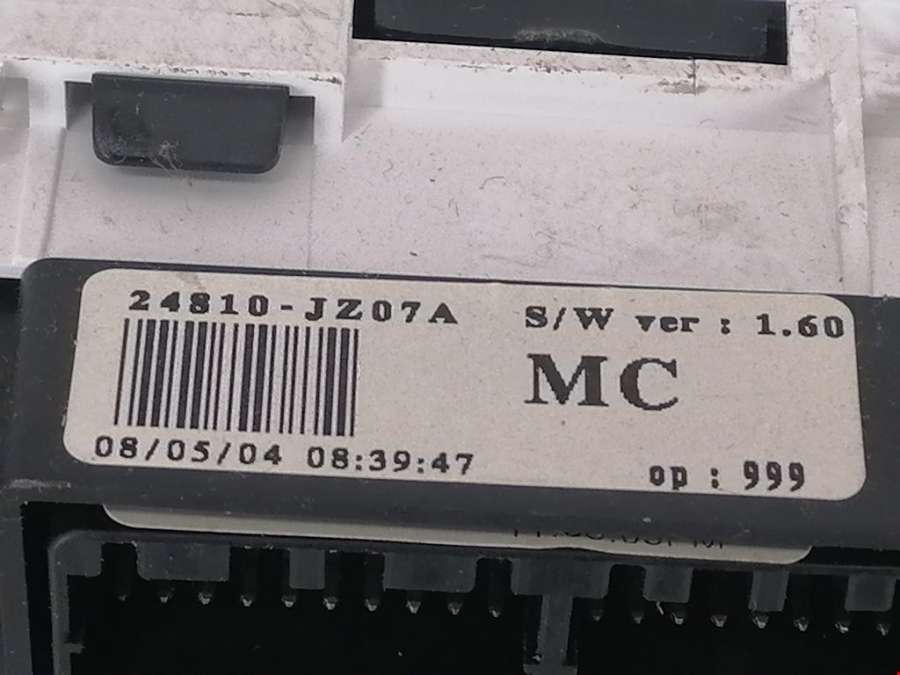 24810-JZ07A
S/W ver : 1.60
MC
08/05/04 08:39:47
op : 999